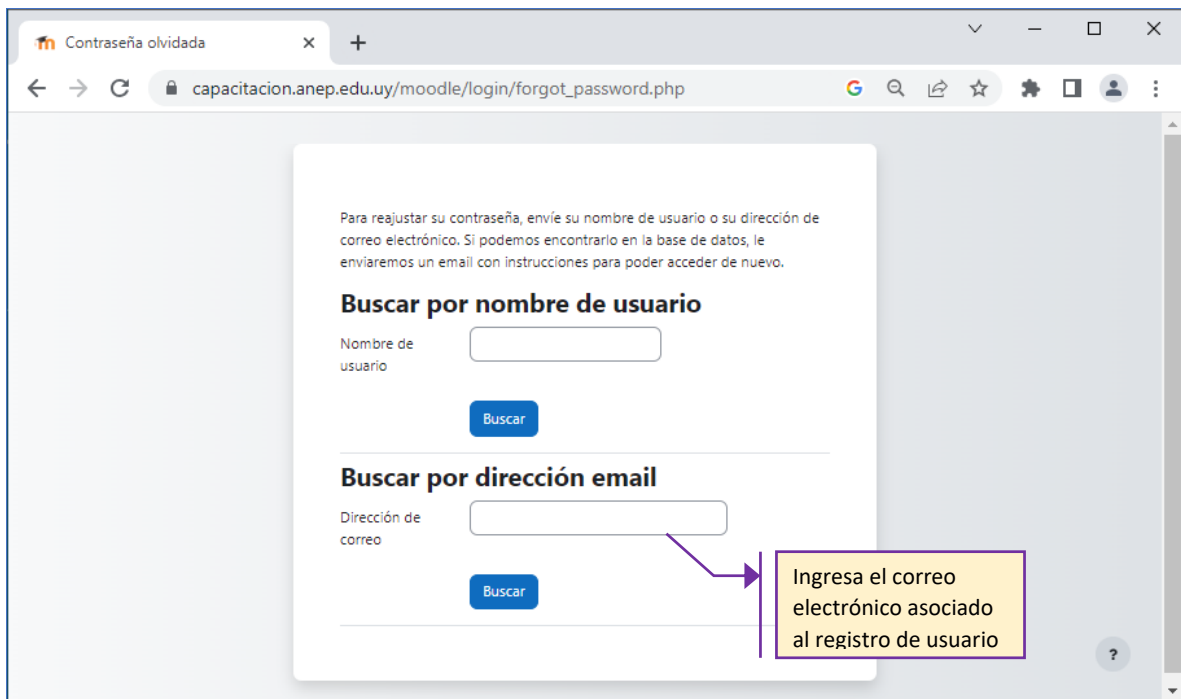 Contraseña olvidada
capacitacion.anep.edu.uy/moodle/login/forgot_password.php
Para reajustar su contraseña, envíe su nombre de usuario o su dirección de
correo electrónico. Si podemos encontrarlo en la base de datos, le
enviaremos un email con instrucciones para poder acceder de nuevo.
Buscar por nombre de usuario
Nombre de
usuario
Buscar
Buscar por dirección email
Dirección de
correo
Buscar
Ingresa el correo
electrónico asociado
al registro de usuario
?